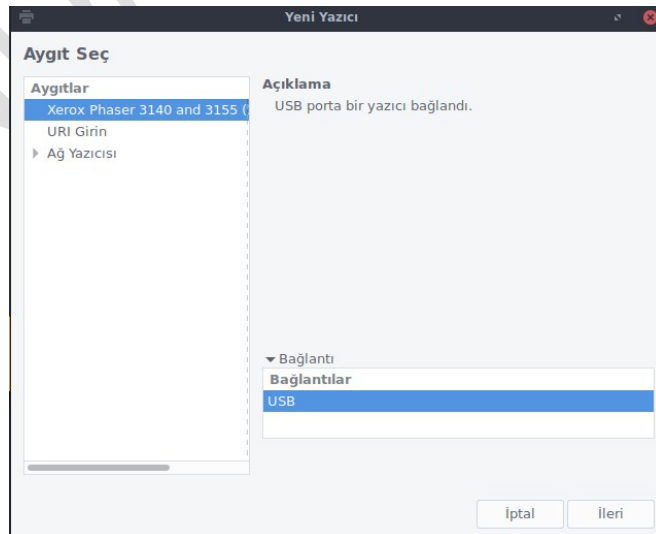 Yeni Yazıcı
Aygıt Seç
Aygıtlar
Xerox Phaser 3140 and 3155 (
URI Girin
Ağ Yazıcısı
Açıklama
USB porta bir yazıcı bağlandı.
Bağlantı
Bağlantılar
USB
İptal
İleri